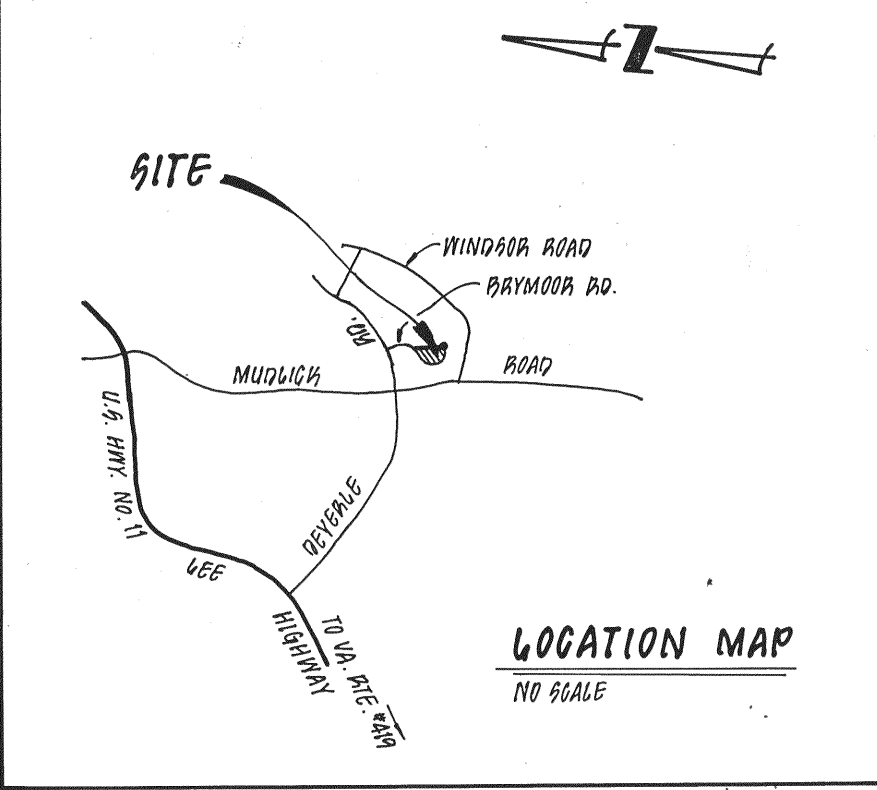 N
SITE
WINDSOR ROAD
BRYMOOR RD.
RD.
MUDLICK
ROAD
U.S. HWY. NO. 11
DEYERLE
LEE
HIGHWAY
TO VA. RTE. #419
LOCATION MAP
NO SCALE